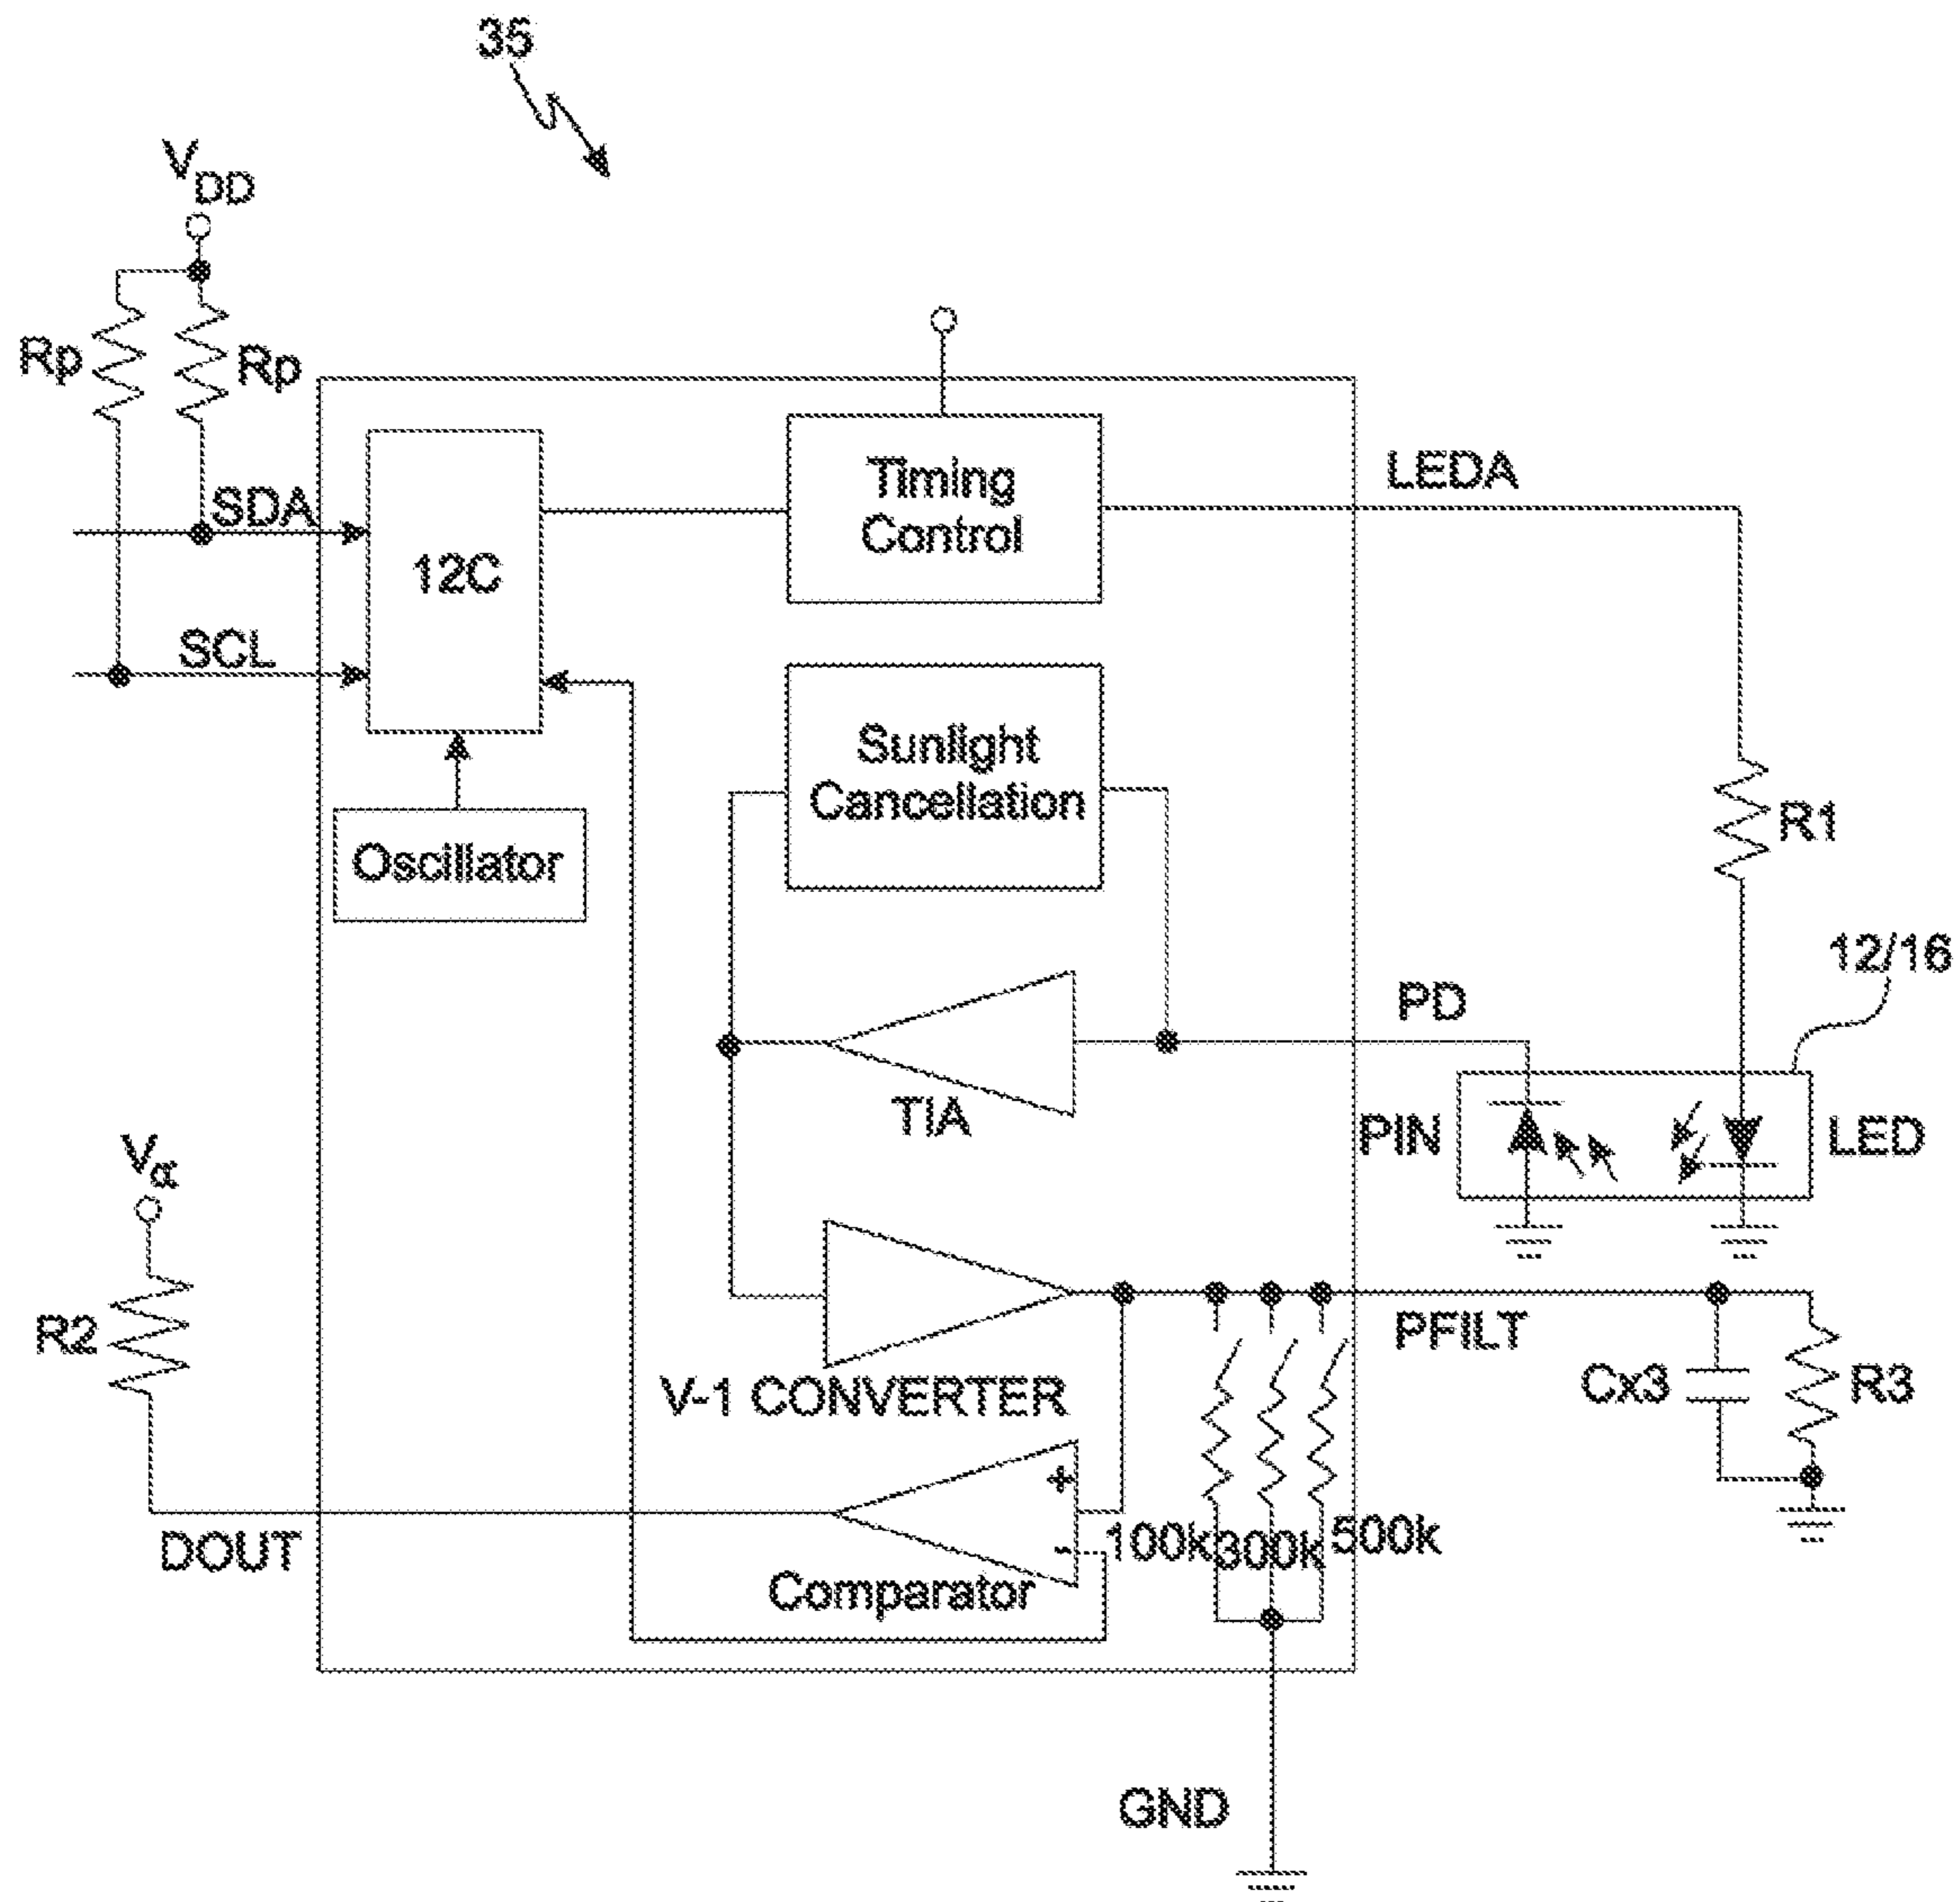 35
VDD
Rp
Rp
SDA
SCL
12C
Timing
Control
LEDA
Sunlight
Cancellation
Oscillator
R1
12/16
PD
TIA
PIN
LED
R2
V-1 CONVERTER
PFILT
Cx3
R3
+
-
100k
300k
500k
DOUT
Comparator
GND